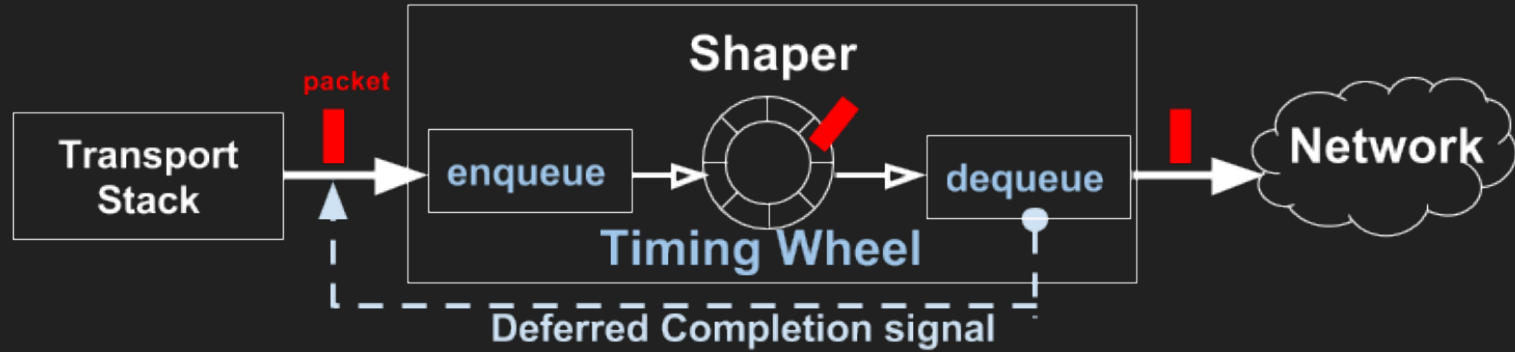 Shaper
packet
Transport
Stack
enqueue
dequeue
Network
Timing Wheel
Deferred Completion signal